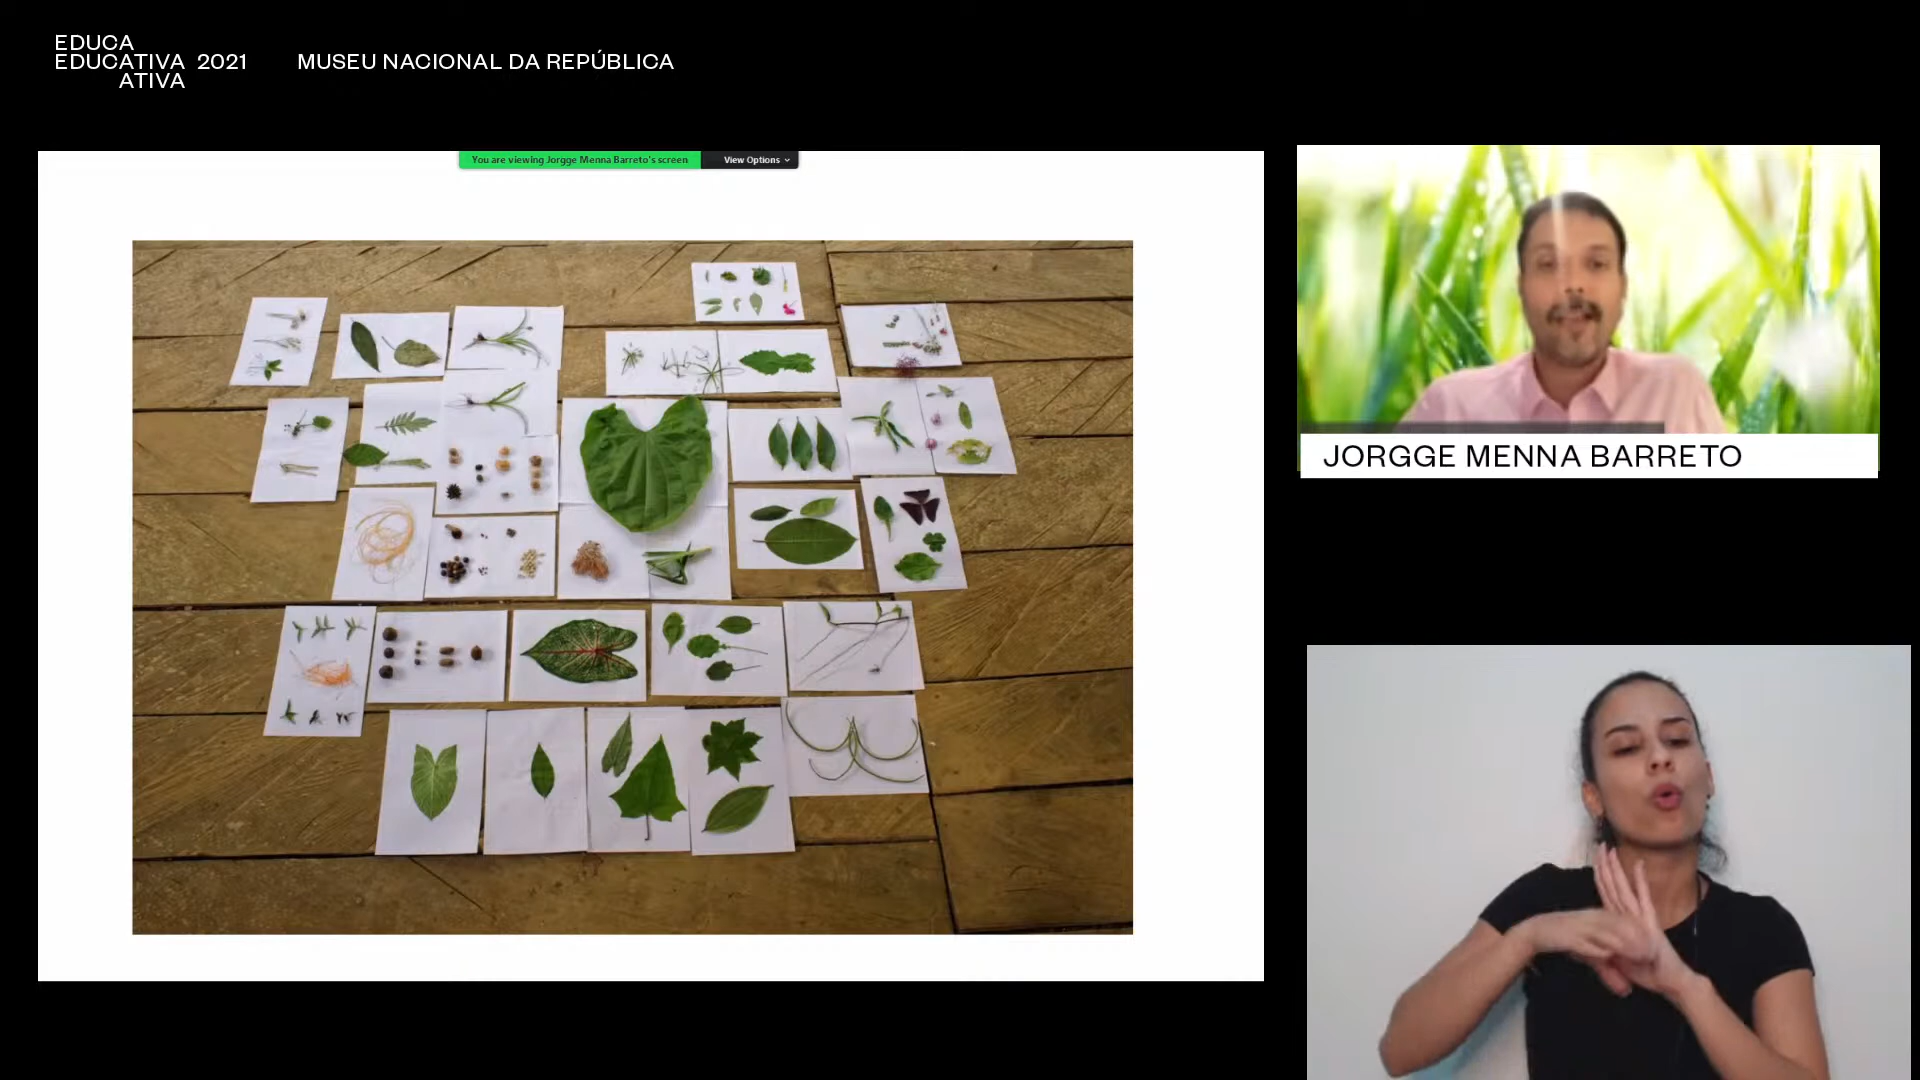 EDUCA
EDUCATIVA 2021
ATIVA
MUSEU NACIONAL DA REPÚBLICA
You are viewing Jorgge Menna Barreto's screen
View Options
JORGGE MENNA BARRETO